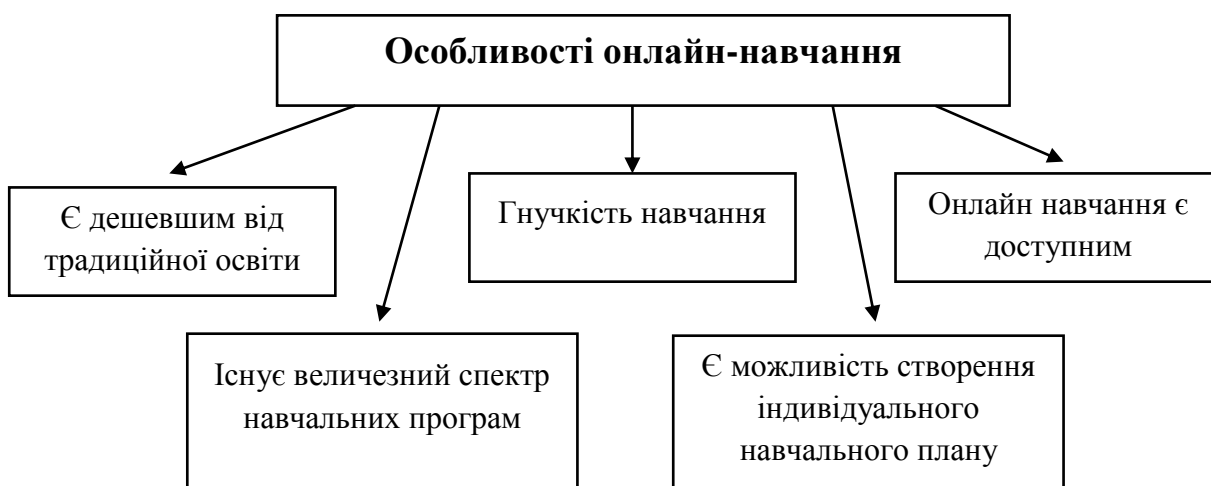 Особливості онлайн-навчання
Є дешевшим від
традиційної освіти
Гнучкість навчання
Онлайн навчання є
доступним
Існує величезний спектр
навчальних програм
Є можливість створення
індивідуального
навчального плану